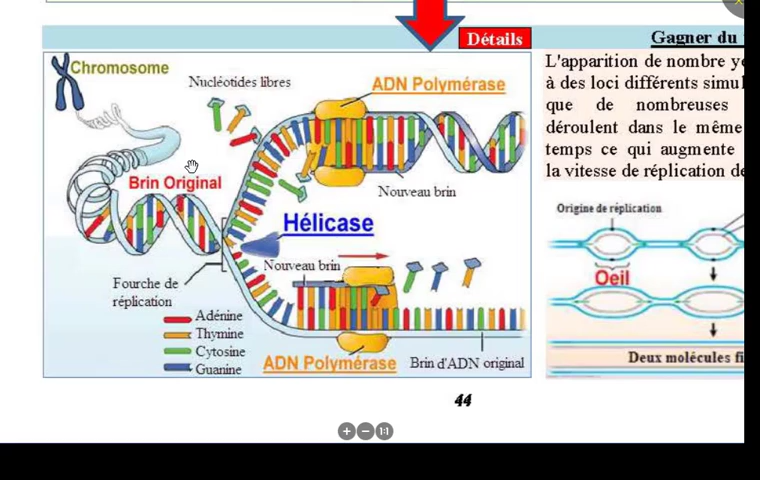 Détails
Gagner du
Chromosome
Nucléotides libres
ADN Polymérase
L'apparition de nombre
à des loci différents
que de nombreuses
déroulent dans le même
temps ce qui augmente
la vitesse de réplication
Brin Original
Nouveau brin
Hélicase
Origine de réplication
Nouveau brin
Oeil
Fourche de
réplication
Adénine
Thymine
Cytosine
Guanine
ADN Polymérase
Brin d'ADN original
Deux molécules
44
1:1